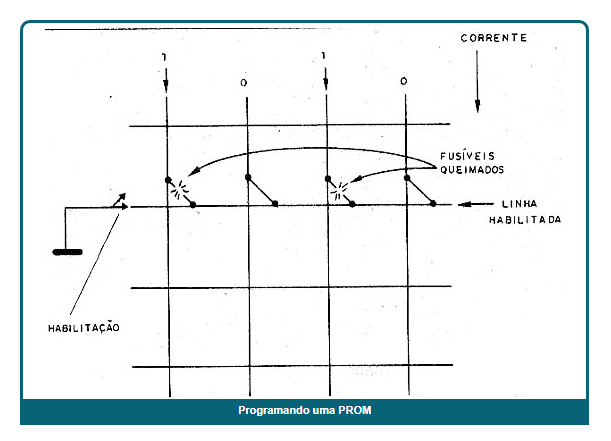 CORRENTE
1
0
1
0
FUSÍVEIS
QUEIMADOS
LINHA
HABILITADA
HABILITAÇÃO
Programando uma PROM